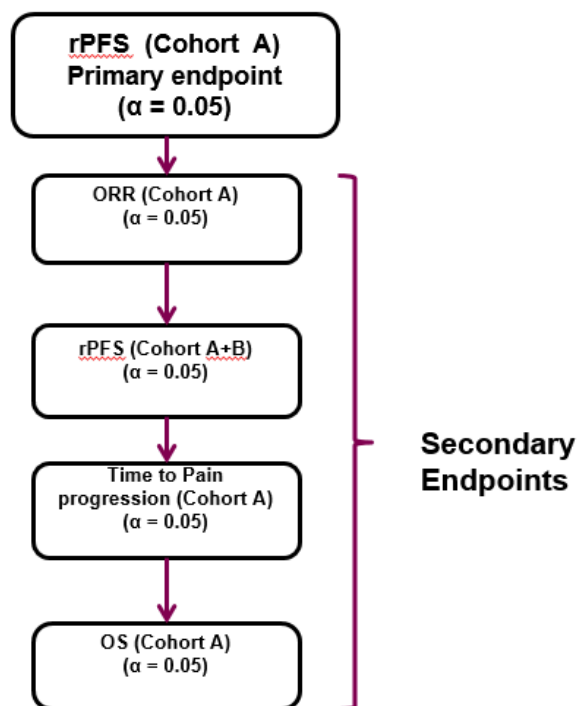 rPFS (Cohort A)
Primary endpoint
(α = 0.05)
ORR (Cohort A)
(α = 0.05)
rPFS (Cohort A+B)
(α = 0.05)
Time to Pain
progression (Cohort A)
(α = 0.05)
OS (Cohort A)
(α = 0.05)
Secondary
Endpoints